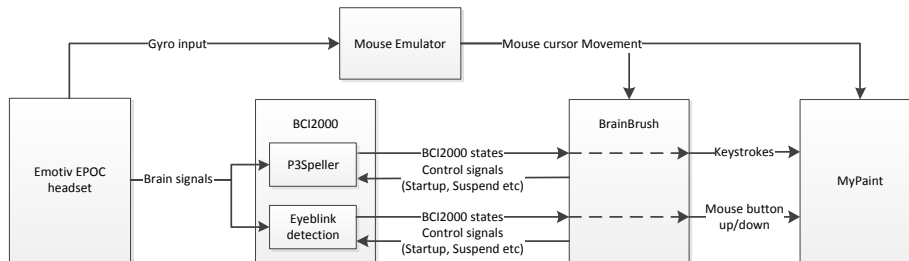 Gyro input
Mouse Emulator
Mouse cursor Movement
Emotiv EPOC
headset
Brain signals
BCI2000
P3Speller
Eyeblink
detection
BCI2000 states
Control signals
(Startup, Suspend etc)
BCI2000 states
Control signals
(Startup, Suspend etc)
BrainBrush
Keystrokes
Mouse button
up/down
MyPaint